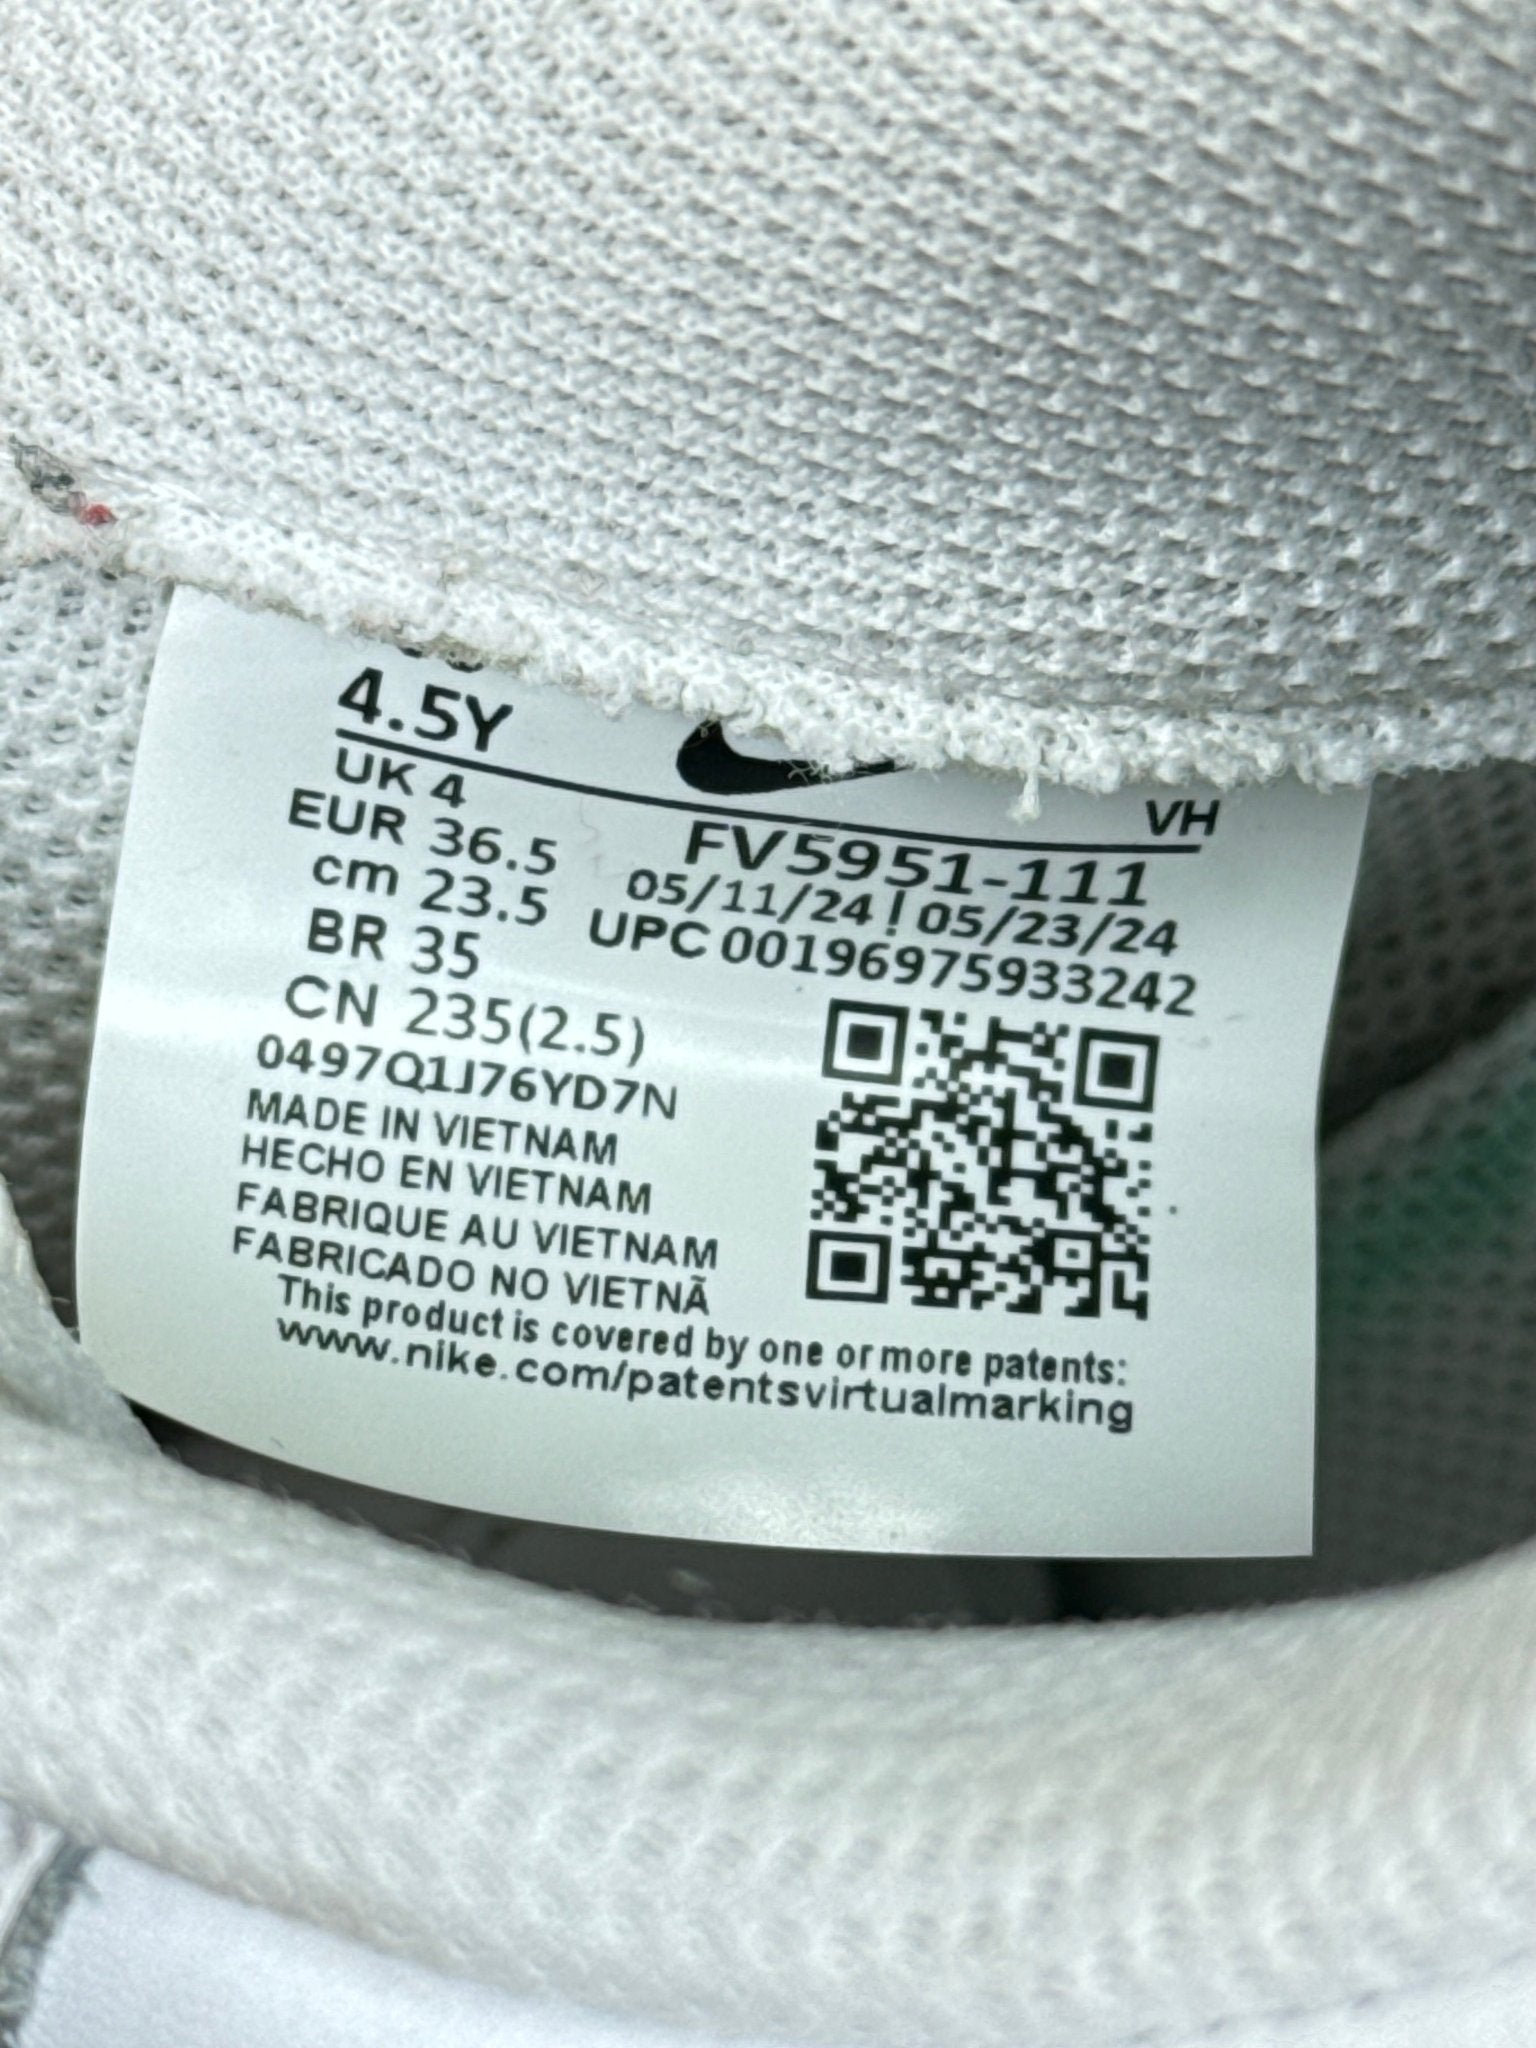 4.5Y
UK 4
VH
EUR 36.5
FV5951-111
cm 23.5
05/11/24 ! 05/23/24
BR 35
UPC 00196975933242
CN 235(2.5)
0497Q1J76YD7N
MADE IN VIETNAM
HECHO EN VIETNAM
FABRIQUE AU VIETNAM
FABRICADO NO VIETNÃ
This product is covered by one or more patents:
www.nike.com/patentsvirtualmarking